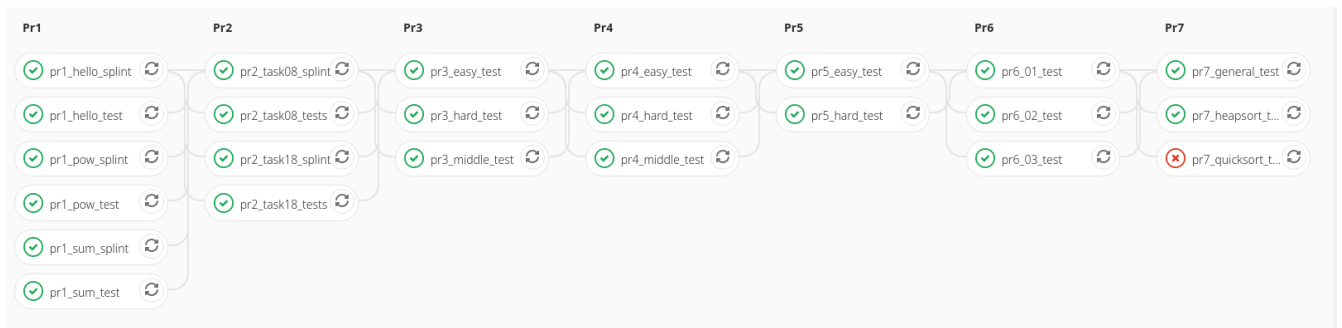 Pr1
Pr2
Pr3
Pr4
Pr5
Pr6
Pr7
pr1_hello_splint
pr2_task08_splint
pr3_easy_test
pr4_easy_test
pr5_easy_test
pr6_01_test
pr7_general_test
pr1_hello_test
pr2_task08_tests
pr3_hard_test
pr4_hard_test
pr5_hard_test
pr6_02_test
pr7_heapsort_t...
pr1_pow_splint
pr2_task18_splint
pr3_middle_test
pr4_middle_test
pr6_03_test
pr7_quicksort_t...
pr1_pow_test
pr2_task18_tests
pr1_sum_splint
pr1_sum_test